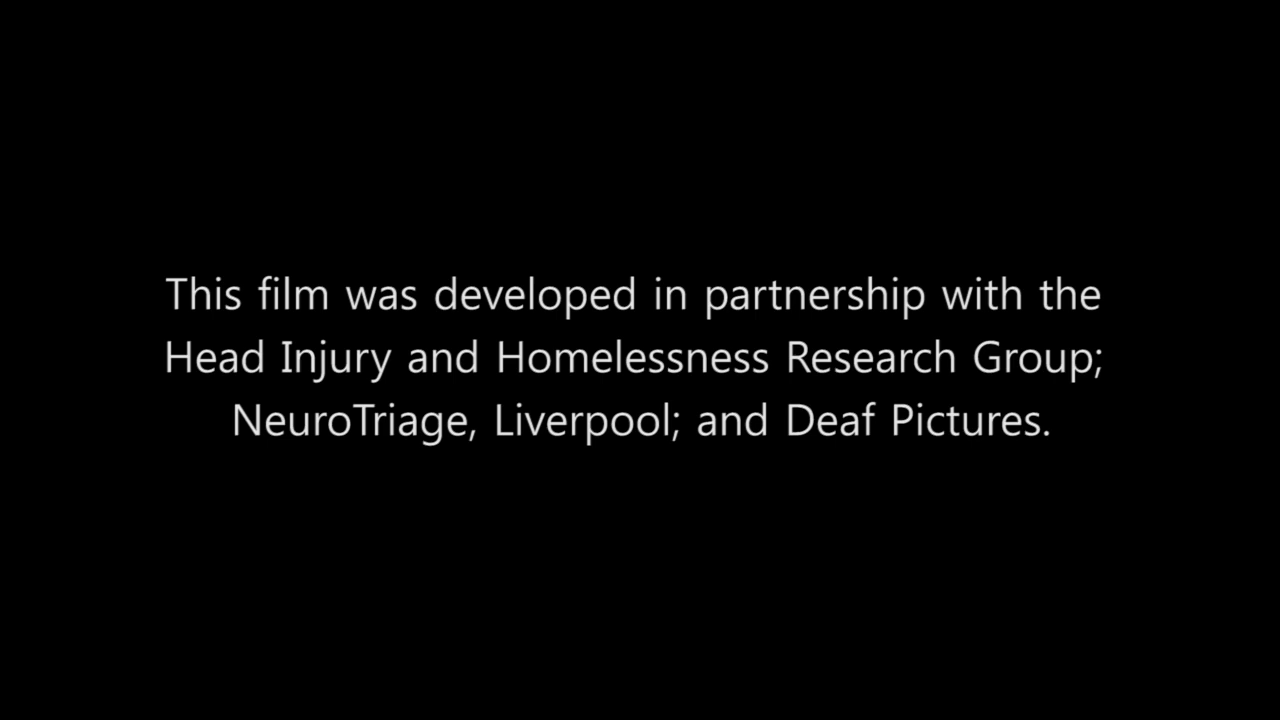 This film was developed in partnership with the
Head Injury and Homelessness Research Group;
NeuroTriage, Liverpool; and Deaf Pictures.